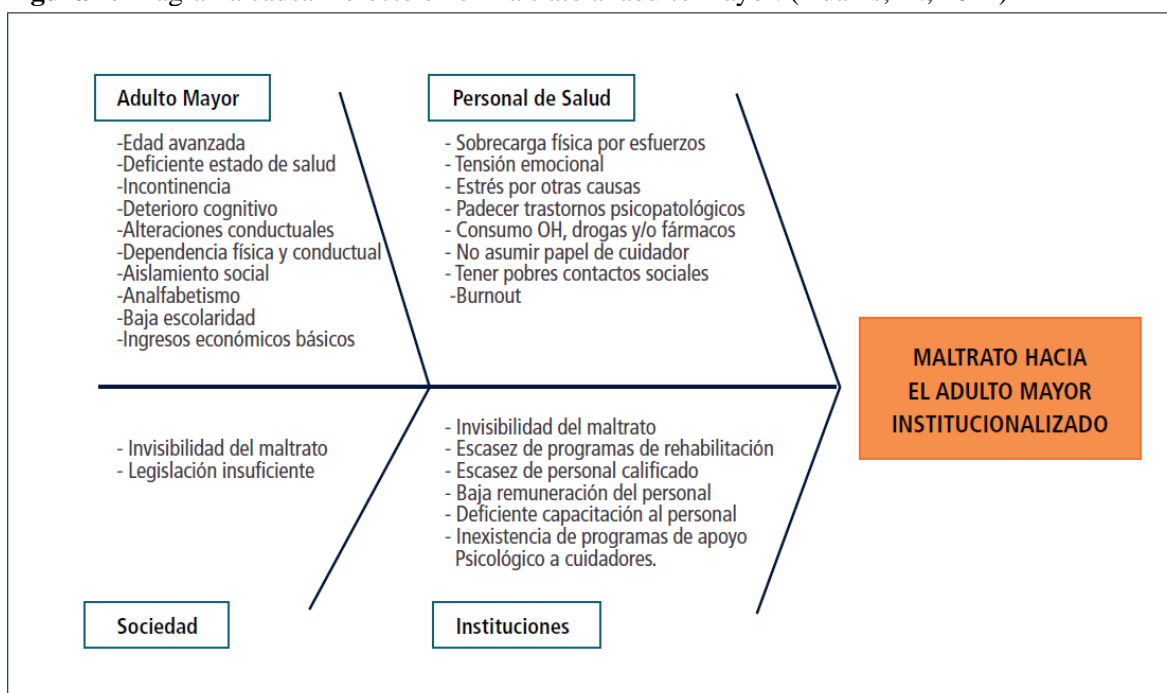 Adulto Mayor
-Edad avanzada
-Deficiente estado de salud
-Incontinencia
-Deterioro cognitivo
-Alteraciones conductuales
-Dependencia física y conductual
-Aislamiento social
-Analfabetismo
-Baja escolaridad
-Ingresos económicos básicos
Personal de Salud
- Sobrecarga física por esfuerzos
- Tensión emocional
- Estrés por otras causas
- Padecer trastornos psicopatológicos
- Consumo OH, drogas y/o fármacos
- No asumir papel de cuidador
- Tener pobres contactos sociales
-Burnout
MALTRATO HACIA
EL ADULTO MAYOR
INSTITUCIONALIZADO
- Invisibilidad del maltrato
- Legislación insuficiente
Sociedad
- Invisibilidad del maltrato
- Escasez de programas de rehabilitación
- Escasez de personal calificado
- Baja remuneración del personal
- Deficiente capacitación al personal
- Inexistencia de programas de apoyo
Psicológico a cuidadores.
Instituciones